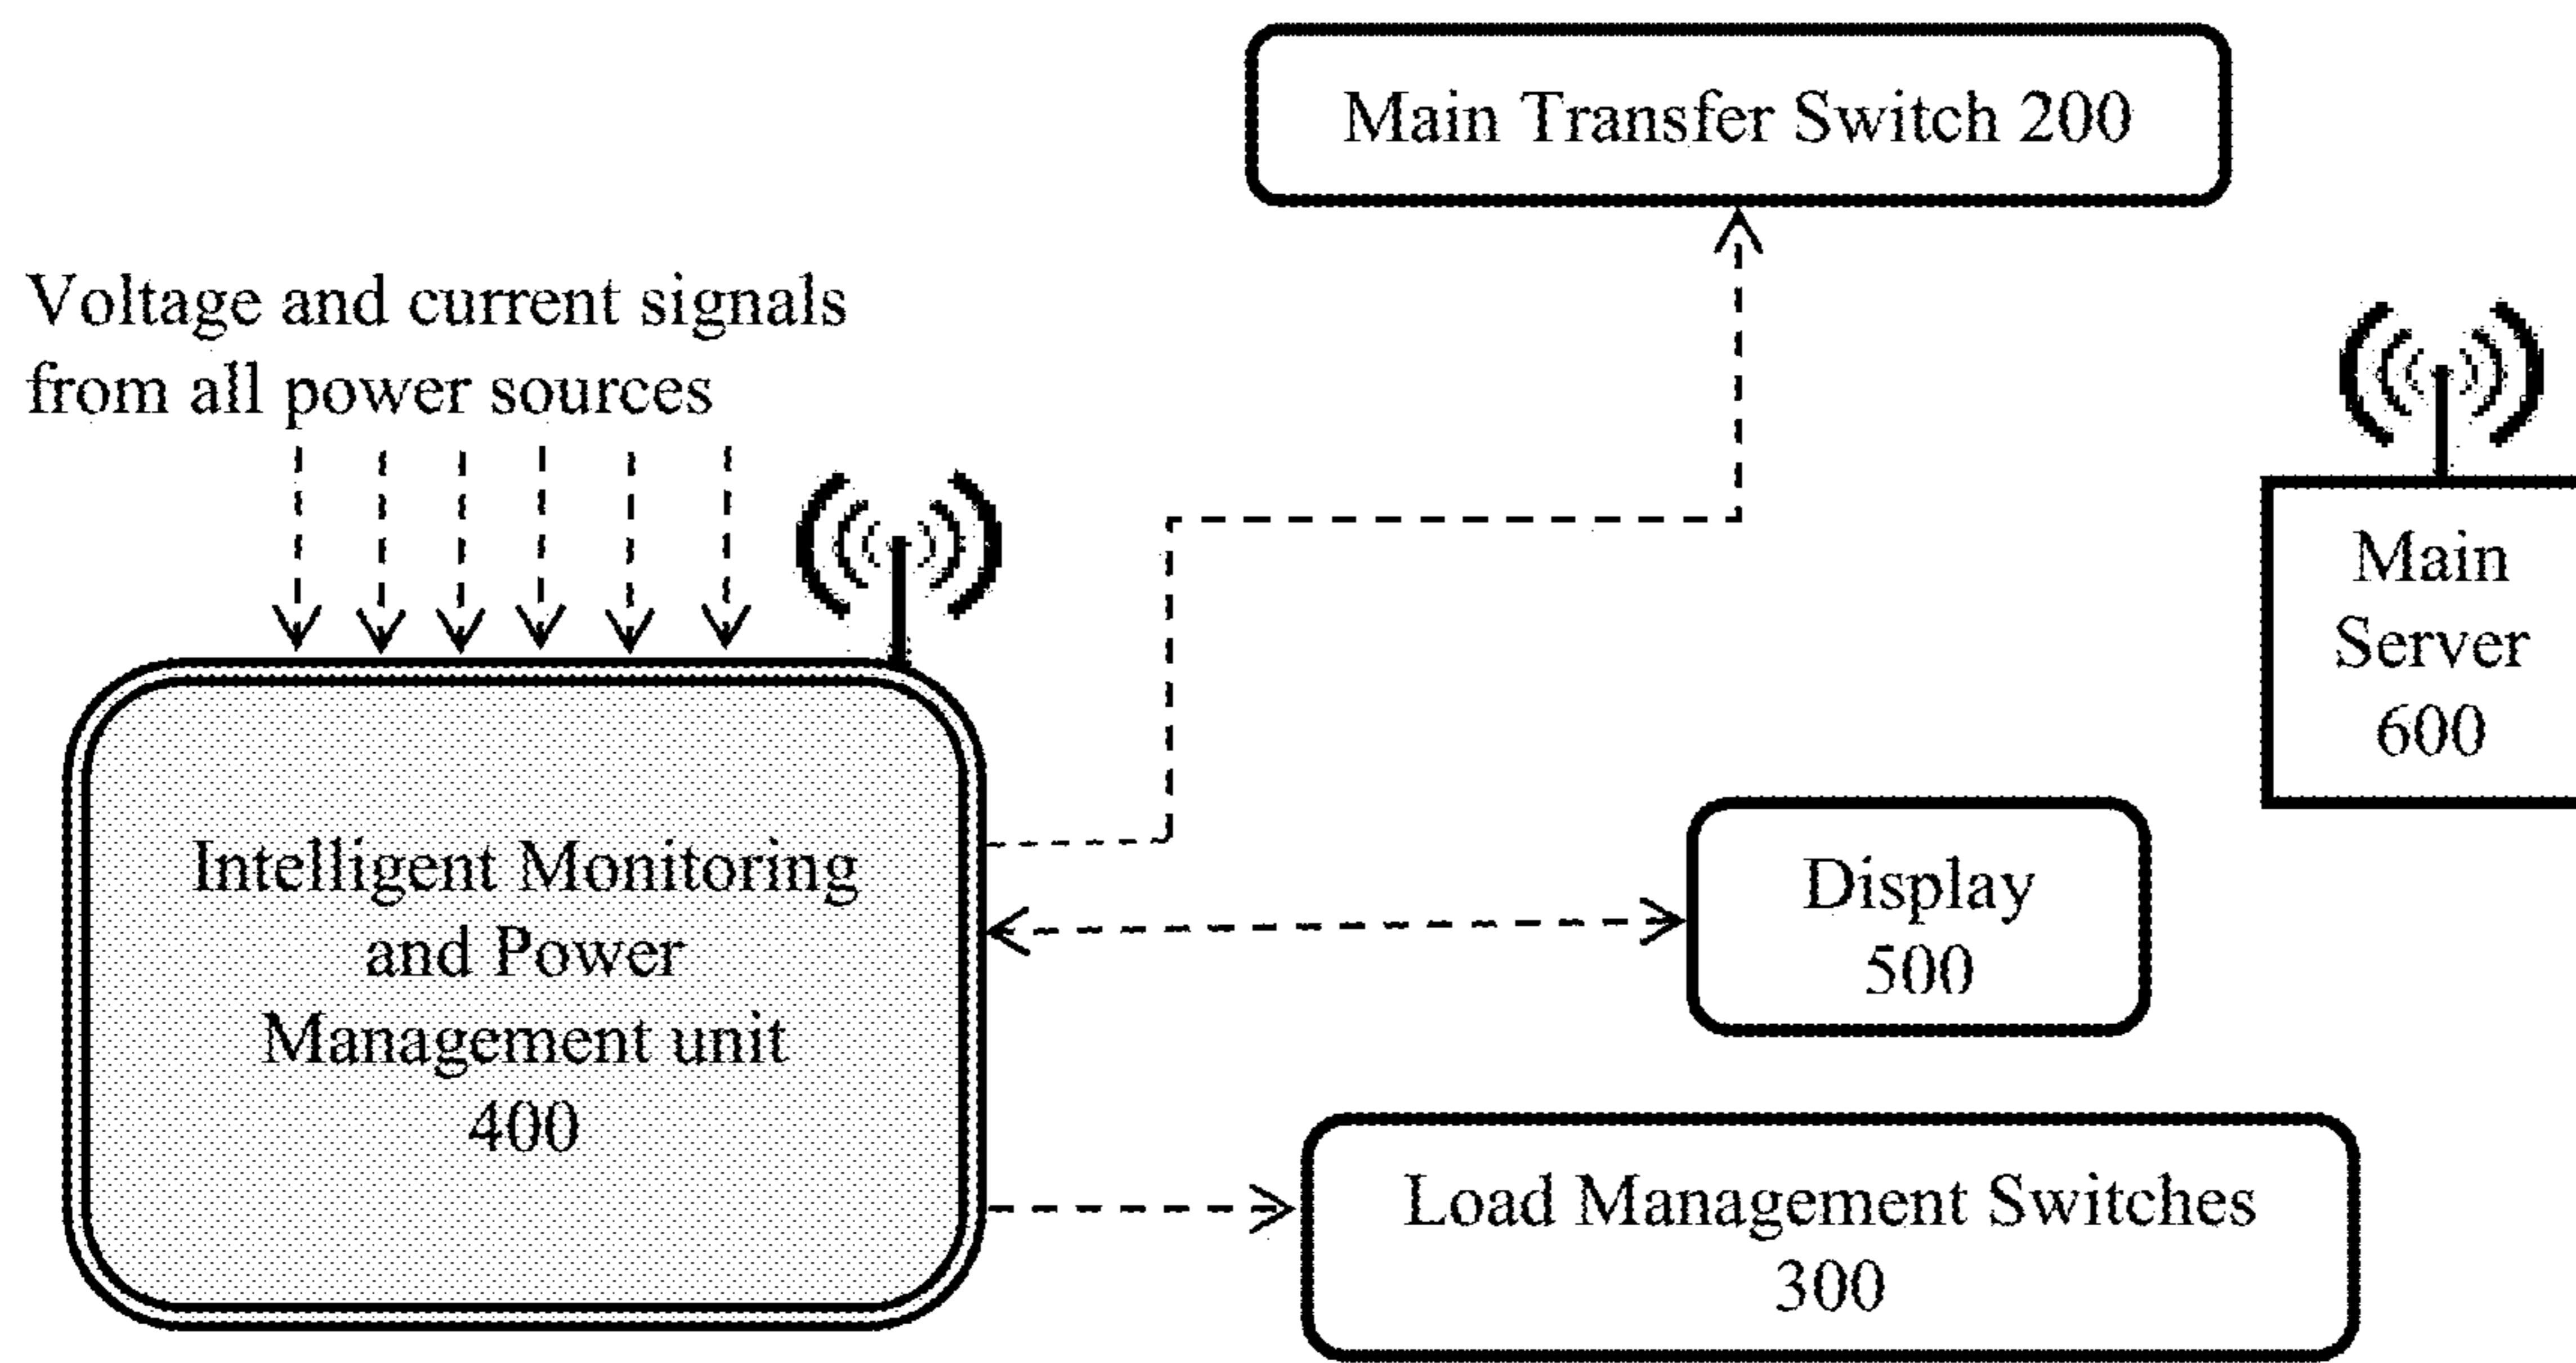 Main Transfer Switch 200
Voltage and current signals
from all power sources
Main
Server
600
Intelligent Monitoring
and Power
Management unit
400
Display
500
Load Management Switches
300